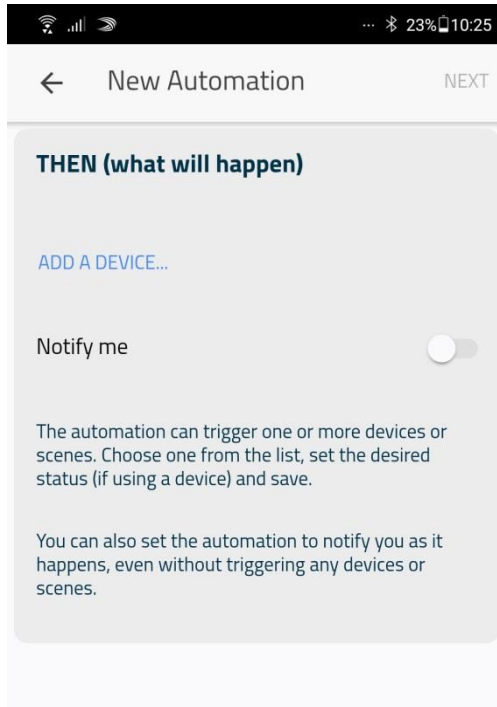 23% 10:25
New Automation NEXT
THEN (what will happen)
ADD A DEVICE...
Notify me
The automation can trigger one or more devices or
scenes. Choose one from the list, set the desired
status (if using a device) and save.
You can also set the automation to notify you as it
happens, even without triggering any devices or
scenes.